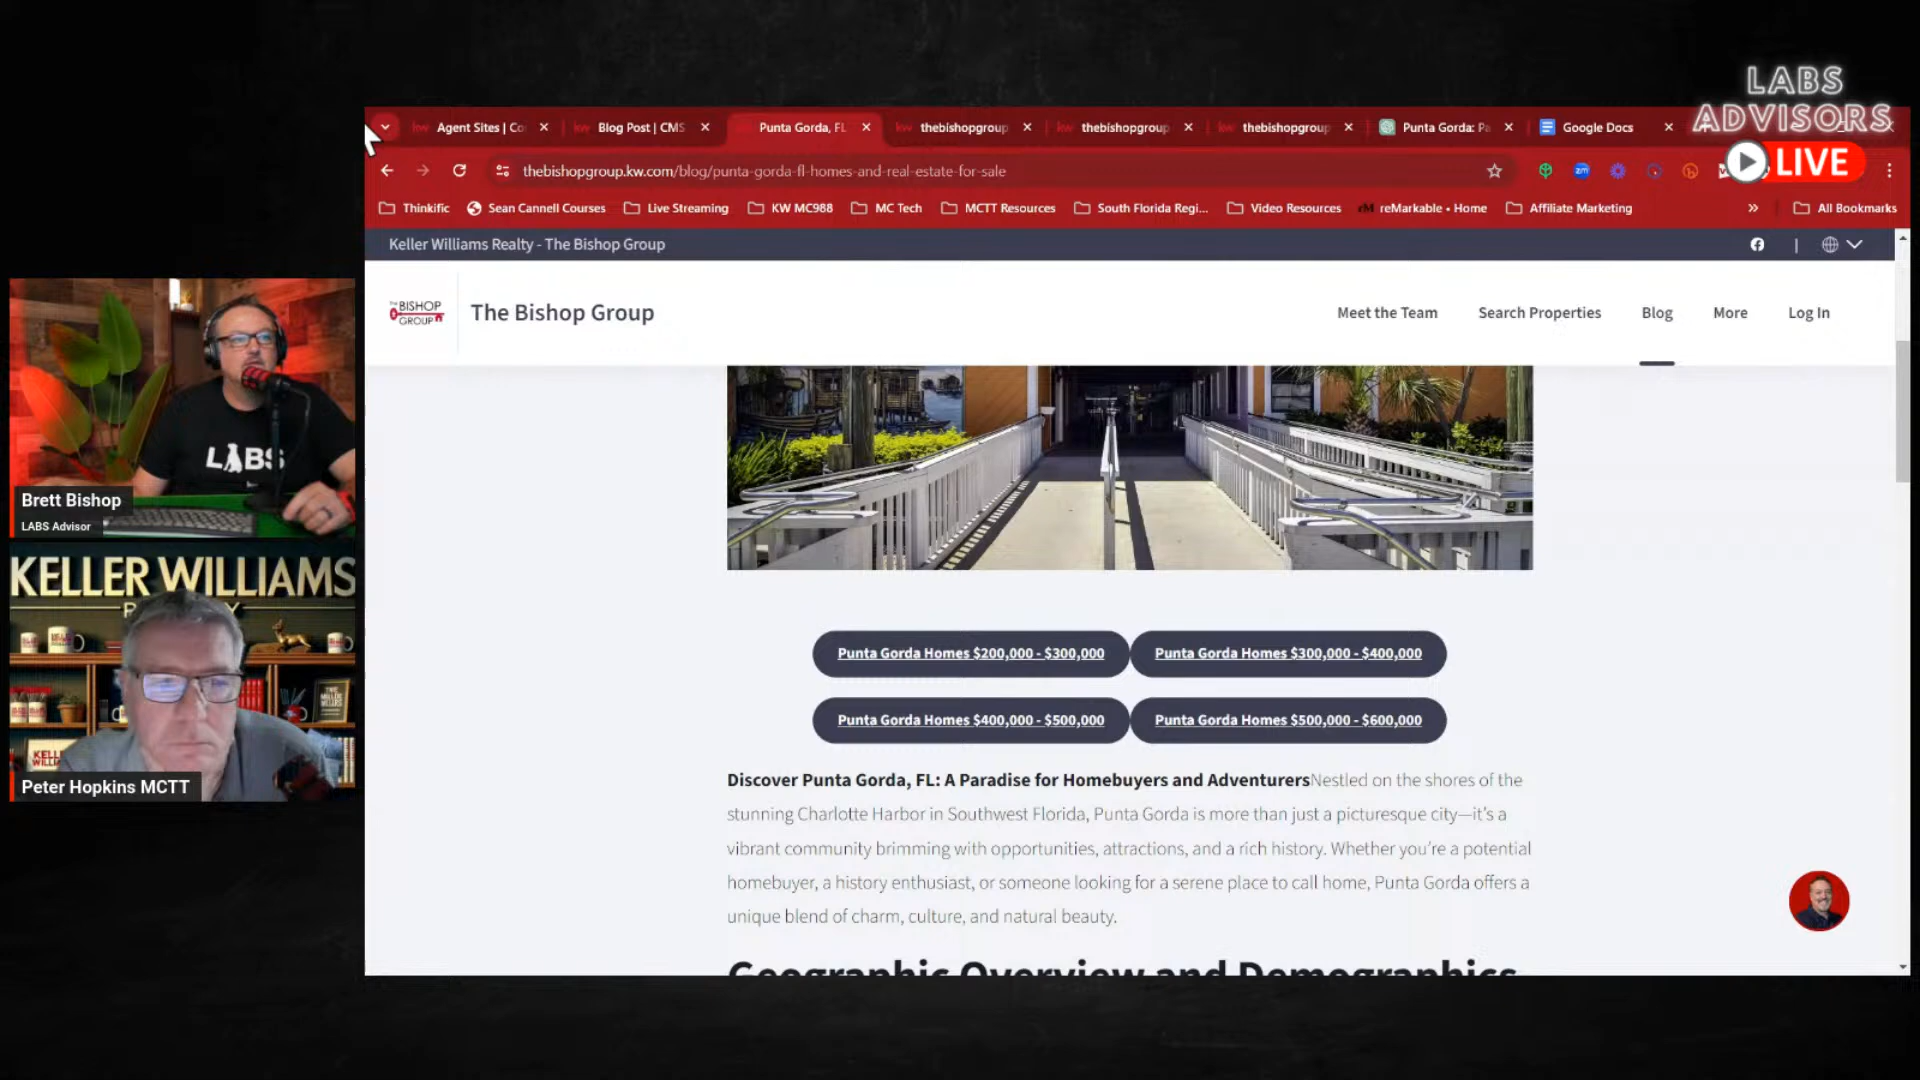 LABS
ADVISORS
LIVE
Agent Sites | Co
Blog Post | CMS
Punta Gorda, FL
thebishopgroup
thebishopgroup
thebishopgroup
Punta Gorda: Pa
Google Docs
thebishopgroup.kw.com/blog/punta-gorda-fl-homes-and-real-estate-for-sale
zm
Thinkific
Sean Cannell Courses
Live Streaming
KW MC988
MC Tech
MCTT Resources
South Florida Regi...
Video Resources
reMarkable • Home
Affiliate Marketing
»
All Bookmarks
Keller Williams Realty - The Bishop Group
THE BISHOP GROUP
The Bishop Group
Meet the Team
Search Properties
Blog
More
Log In
Punta Gorda Homes $200,000 - $300,000
Punta Gorda Homes $300,000 - $400,000
Punta Gorda Homes $400,000 - $500,000
Punta Gorda Homes $500,000 - $600,000
Discover Punta Gorda, FL: A Paradise for Homebuyers and AdventurersNestled on the shores of the
stunning Charlotte Harbor in Southwest Florida, Punta Gorda is more than just a picturesque city—it's a
vibrant community brimming with opportunities, attractions, and a rich history. Whether you're a potential
homebuyer, a history enthusiast, or someone looking for a serene place to call home, Punta Gorda offers a
unique blend of charm, culture, and natural beauty.
Geographic Overview and Demographics
LABS
Brett Bishop
LABS Advisor
KELLER WILLIAMS
Peter Hopkins MCTT